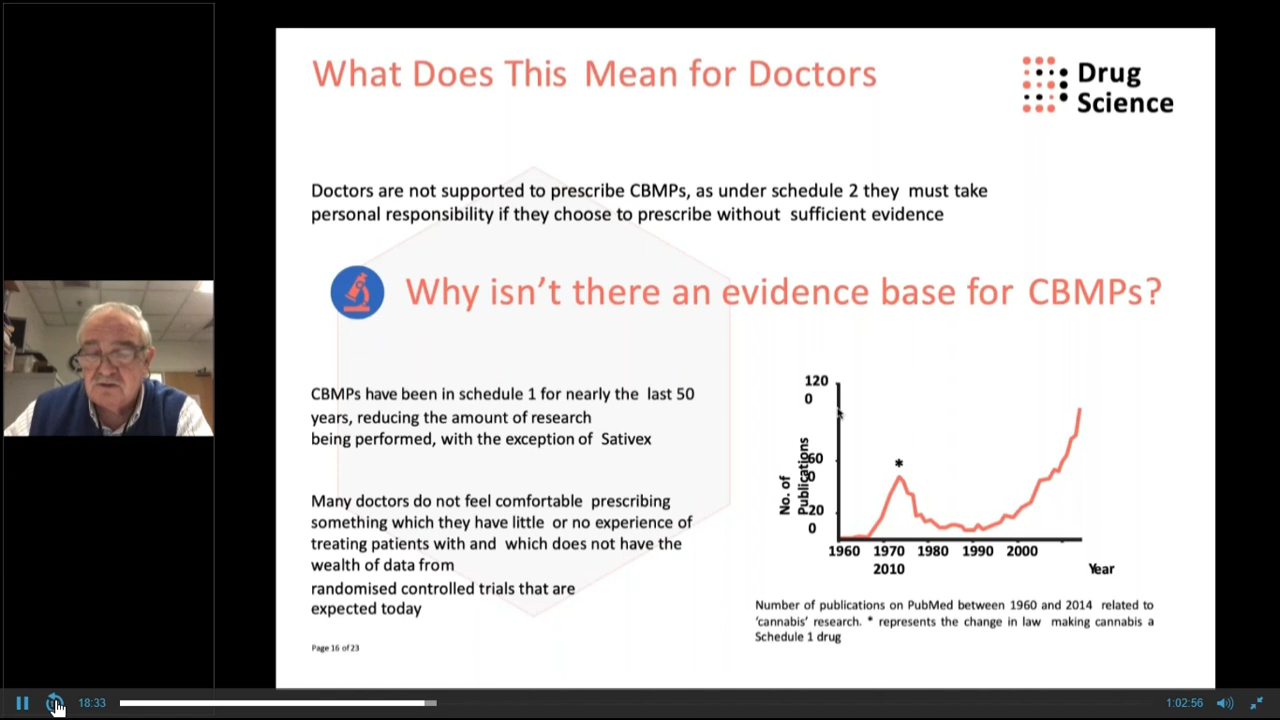 What Does This Mean for Doctors
Drug
Science
Doctors are not supported to prescribe CBMPs, as under schedule 2 they must take
personal responsibility if they choose to prescribe without sufficient evidence
Why isn't there an evidence base for CBMPs?
CBMPs have been in schedule 1 for nearly the last 50
years, reducing the amount of research
being performed, with the exception of Sativex
Many doctors do not feel comfortable prescribing
something which they have little or no experience of
treating patients with and which does not have the
wealth of data from
randomised controlled trials that are
expected today
Page 16 of 23
120
0
No. of
Publications
60
0
*
20
0
1960 1970 1980 1990 2000
2010
Year
Number of publications on PubMed between 1960 and 2014 related to
'cannabis' research. * represents the change in law making cannabis a
Schedule 1 drug
18:33
1:02:56